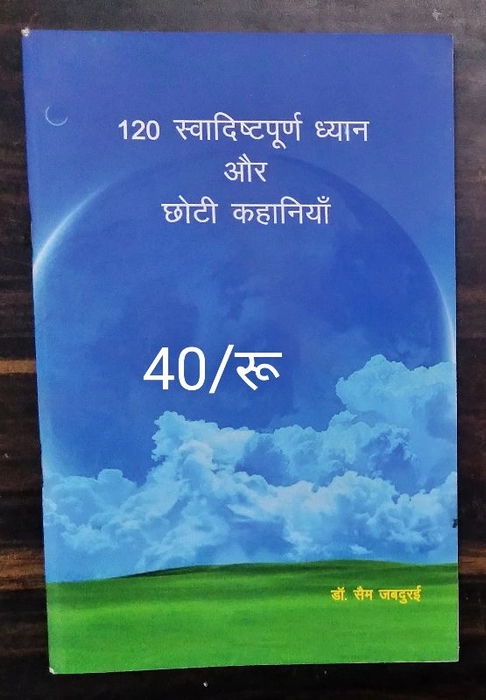 120 स्वादिष्टपूर्ण ध्यान
और
छोटी कहानियाँ
40/रू
डॉ. सैम जबदुरई